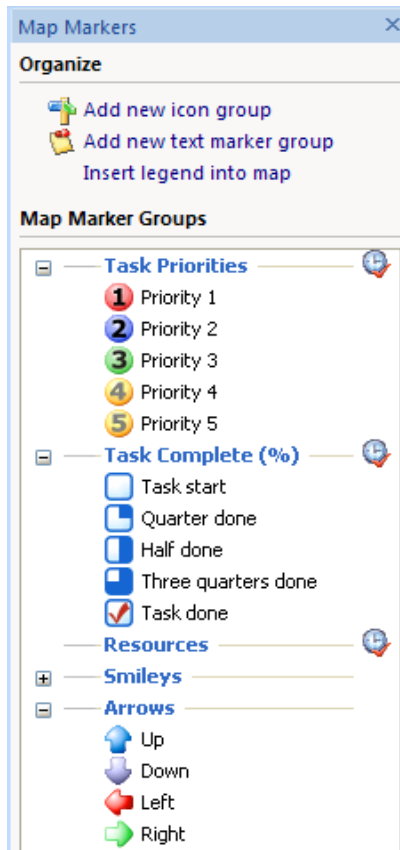 Map Markers
Organize
Add new icon group
Add new text marker group
Insert legend into map
Map Marker Groups
Task Priorities
1 Priority 1
2 Priority 2
3 Priority 3
4 Priority 4
5 Priority 5
Task Complete (%)
Task start
Quarter done
Half done
Three quarters done
Task done
Resources
Smileys
Arrows
Up
Down
Left
Right